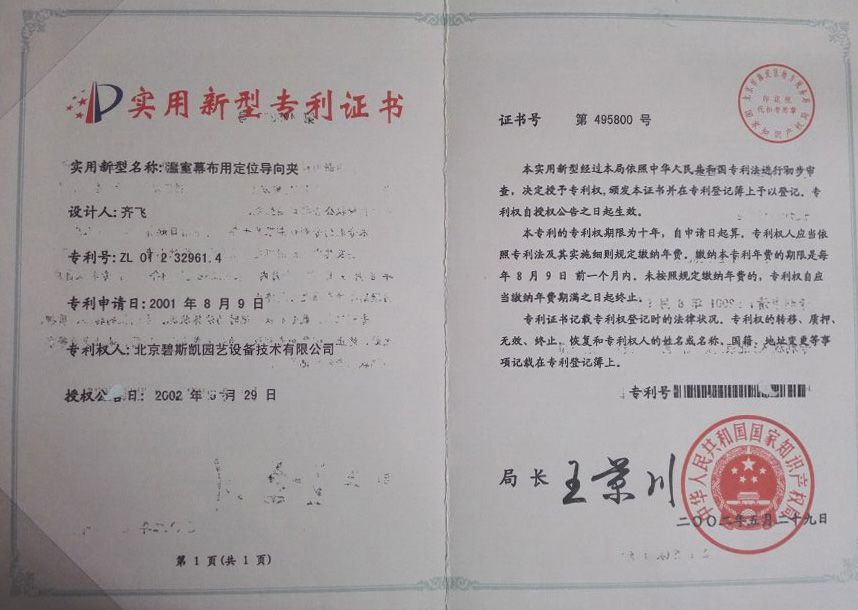 实用新型专利证书
实用新型名称:温室幕布用定位导向夹
设计人:齐飞
专利号:ZL 01 2 32961.4
专利申请日:2001 年 8 月 9 日
专利权人:北京碧斯凯园艺设备技术有限公司
授权公告日: 2002 年 5 月 29 日
第 1 页(共 1 页)
证书号 第 495800 号
本实用新型经过本局依照中华人民共和国专利法进行初步审
查,决定授予专利权,颁发本证书并在专利登记簿上予以登记。专
利权自授权公告之日起生效。
本专利的专利权期限为十年,自申请日起算。专利权人应当依
照专利法及其实施细则规定缴纳年费。缴纳本专利年费的期限是每
年 8 月 9 日 前一个月内。未按照规定缴纳年费的,专利权自应
当缴纳年费期满之日起终止。
专利证书记载专利权登记时的法律状况。专利权的转移、质押、
无效、终止、恢复和专利权人的姓名或名称、国籍、地址变更等事
项记载在专利登记簿上。
专利号
局长 王景川
中华人民共和国国家知识产权局
二〇〇二年五月二十九日